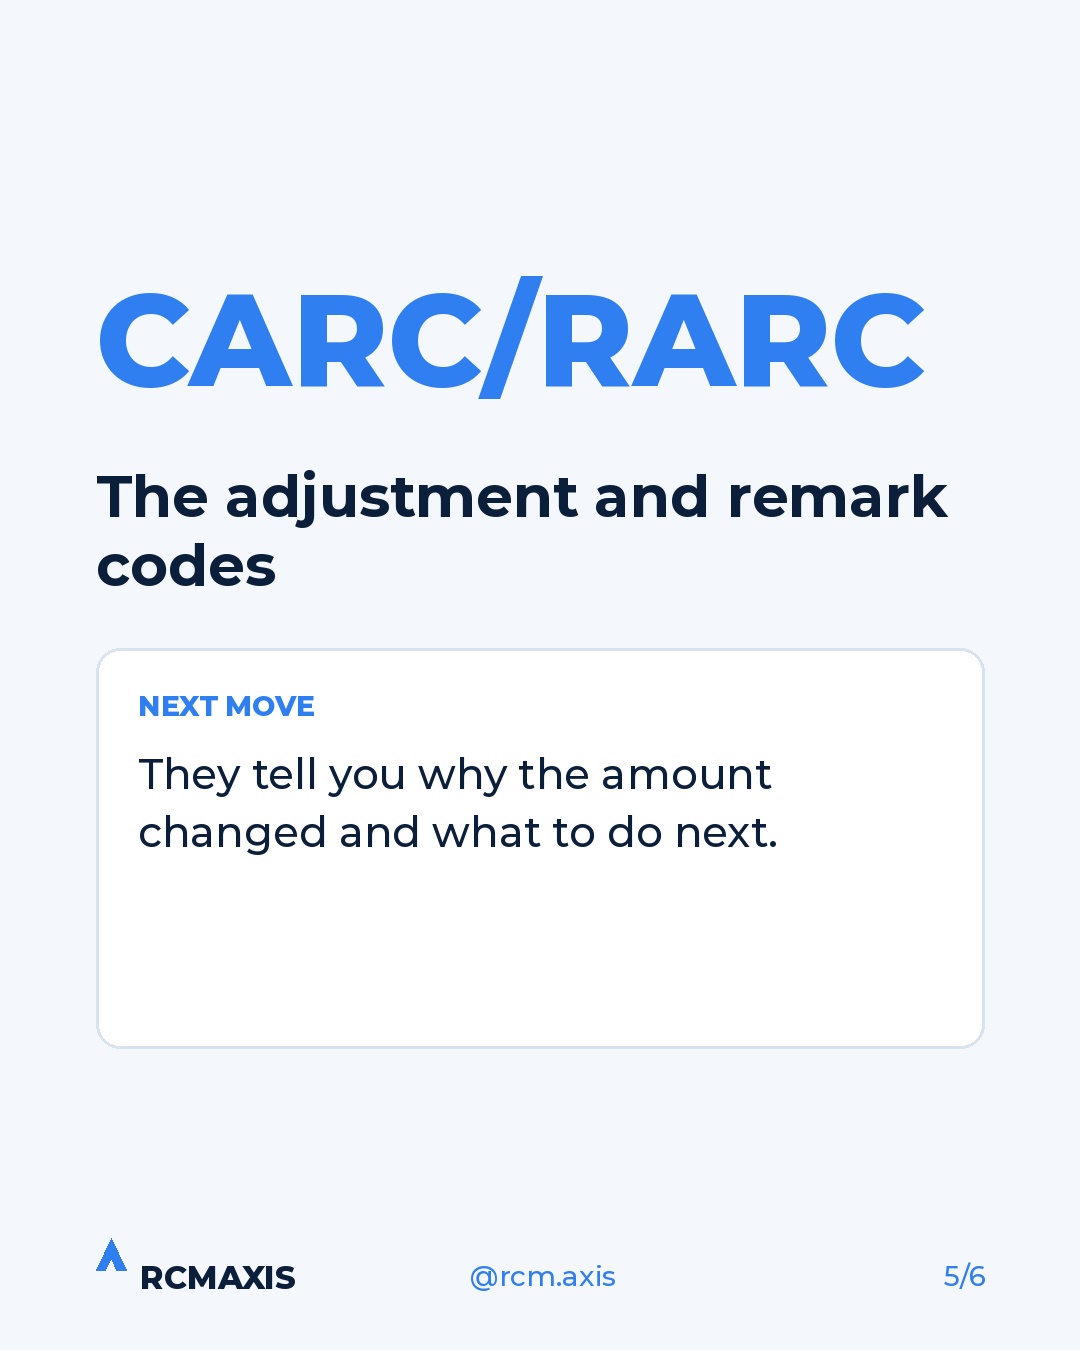 CARC/RARC
The adjustment and remark
codes
NEXT MOVE
They tell you why the amount
changed and what to do next.
RCMAXIS
@rcm.axis
5/6